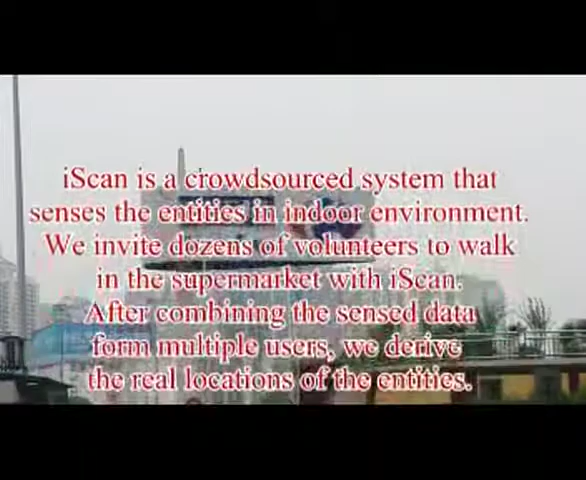 iScan is a crowdsourced system that
senses the entities in indoor environment.
We invite dozens of volunteers to walk
in the supermarket with iScan.
After combining the sensed data
form multiple users, we derive
the real locations of the entities.